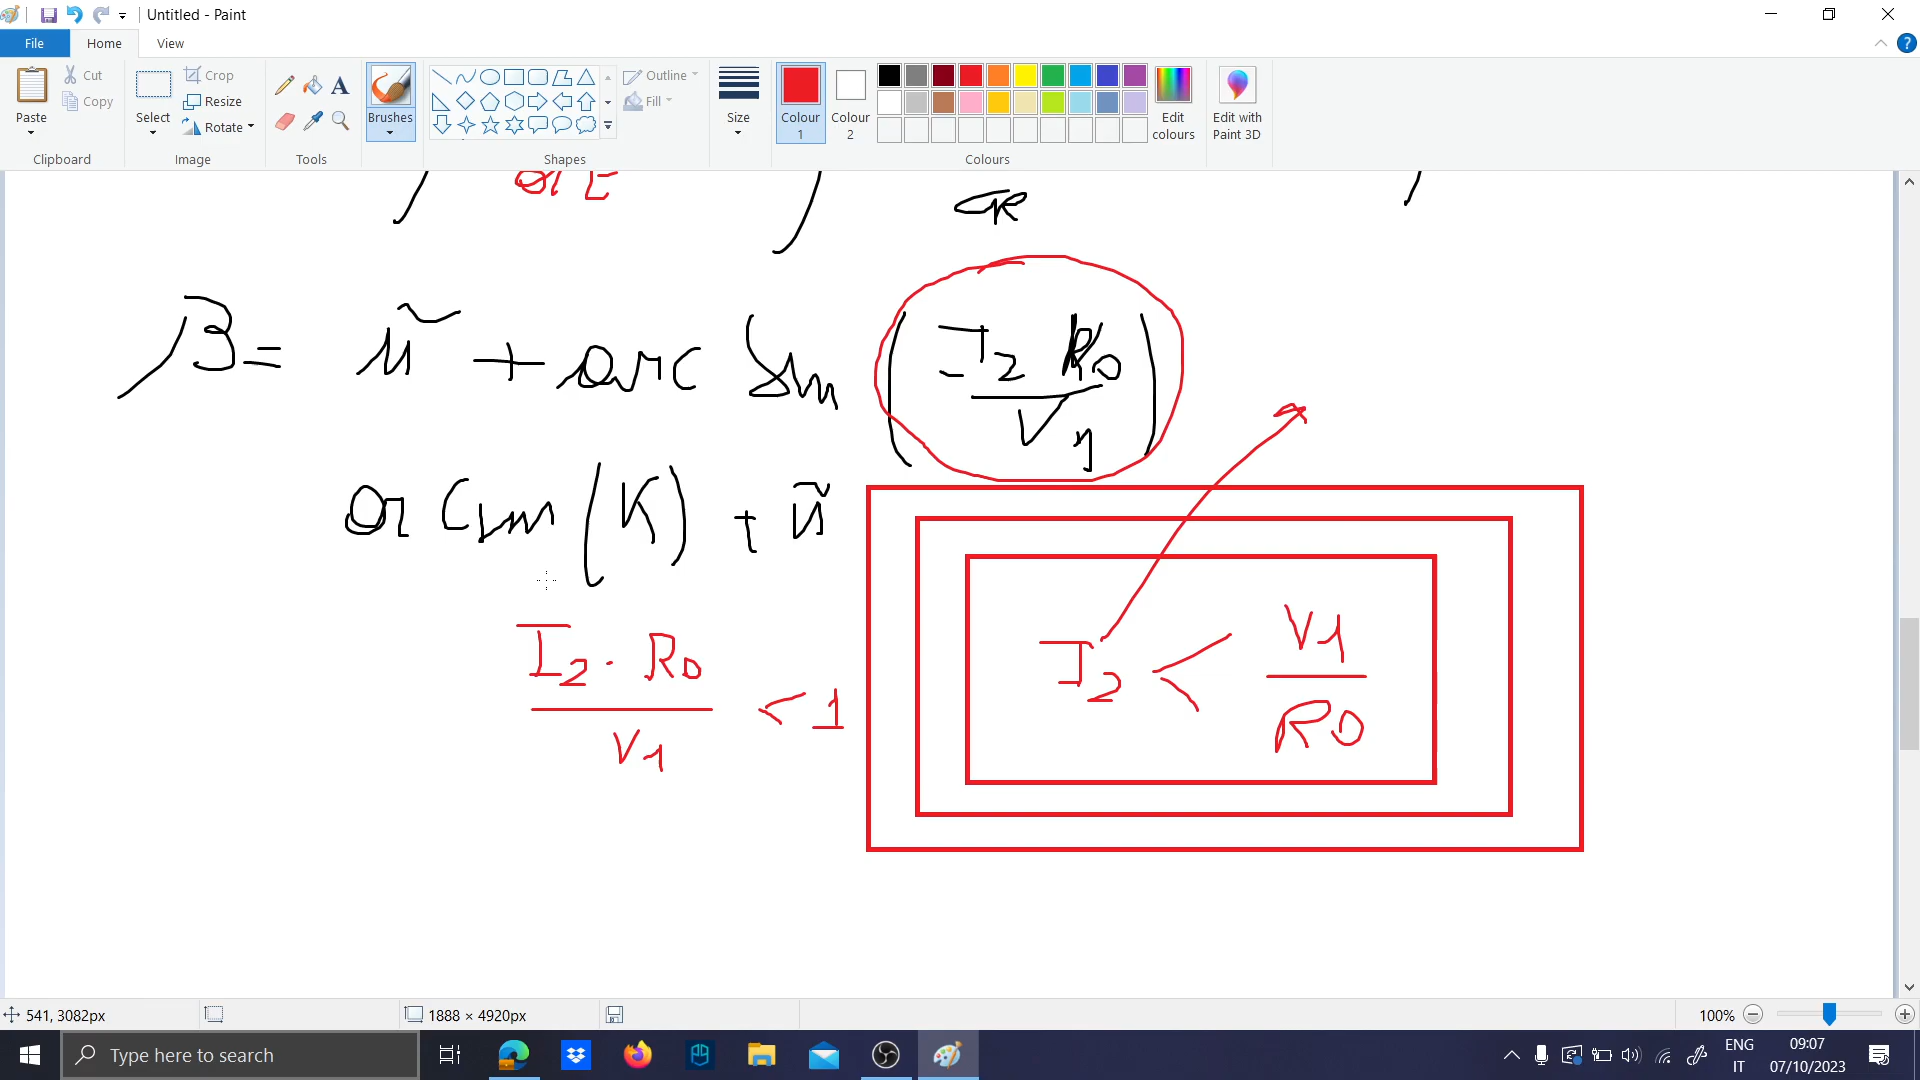 Untitled - Paint
File Home View
Paste
Cut
Copy
Clipboard
Select
Crop
Resize
Rotate
Image
Tools
Brushes
Outline
Fill
Shapes
Size
Colour 1
Colour 2
Colours
Edit colours
Edit with Paint 3D
β = π + arc sin ( I2 R0 / V1 )
arcsin (K) + π
I2 · R0 / V1 < 1
I2 < V1 / R0
541, 3082px
1888 × 4920px
100%
Type here to search
ENG
IT
09:07
07/10/2023